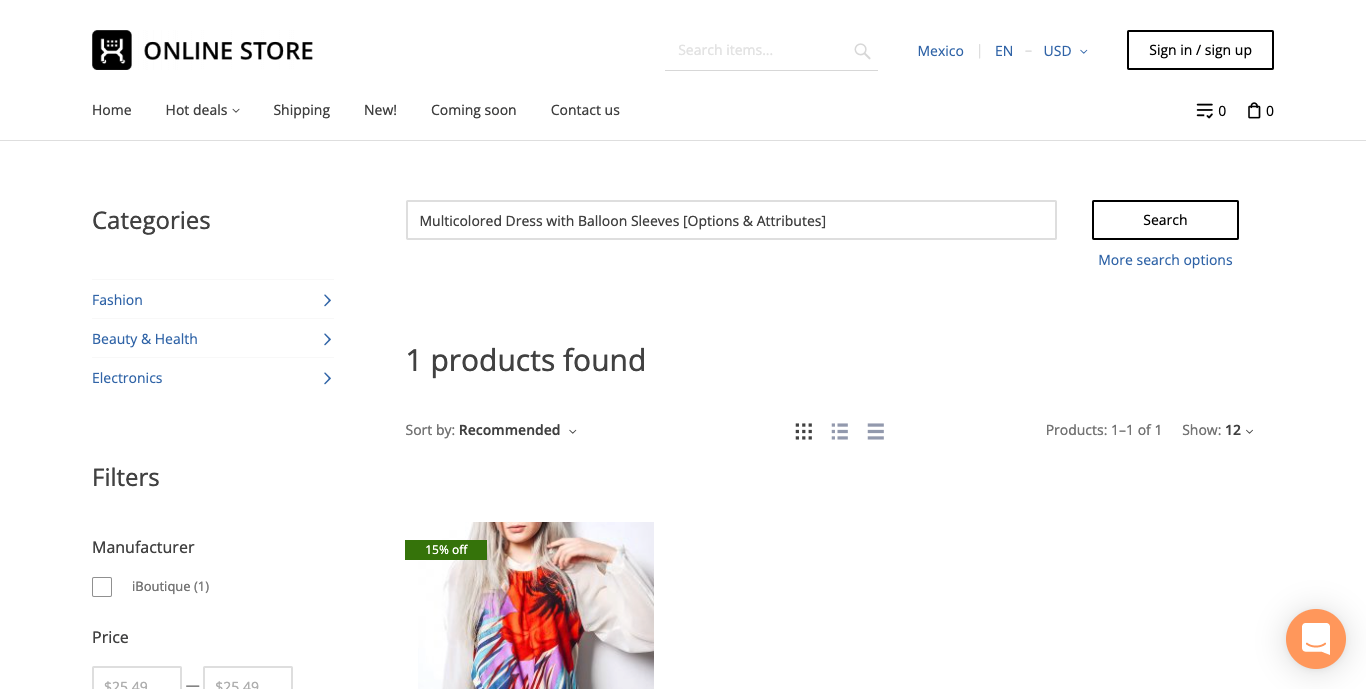 ONLINE STORE
Search items...
Mexico
EN – USD
Sign in / sign up
Home
Hot deals
Shipping
New!
Coming soon
Contact us
0
0
Categories
Multicolored Dress with Balloon Sleeves [Options & Attributes]
Search
More search options
Fashion
Beauty & Health
Electronics
1 products found
Sort by: Recommended
Products: 1–1 of 1
Show: 12
Filters
Manufacturer
iBoutique (1)
Price
$25.49 — $25.49
15% off